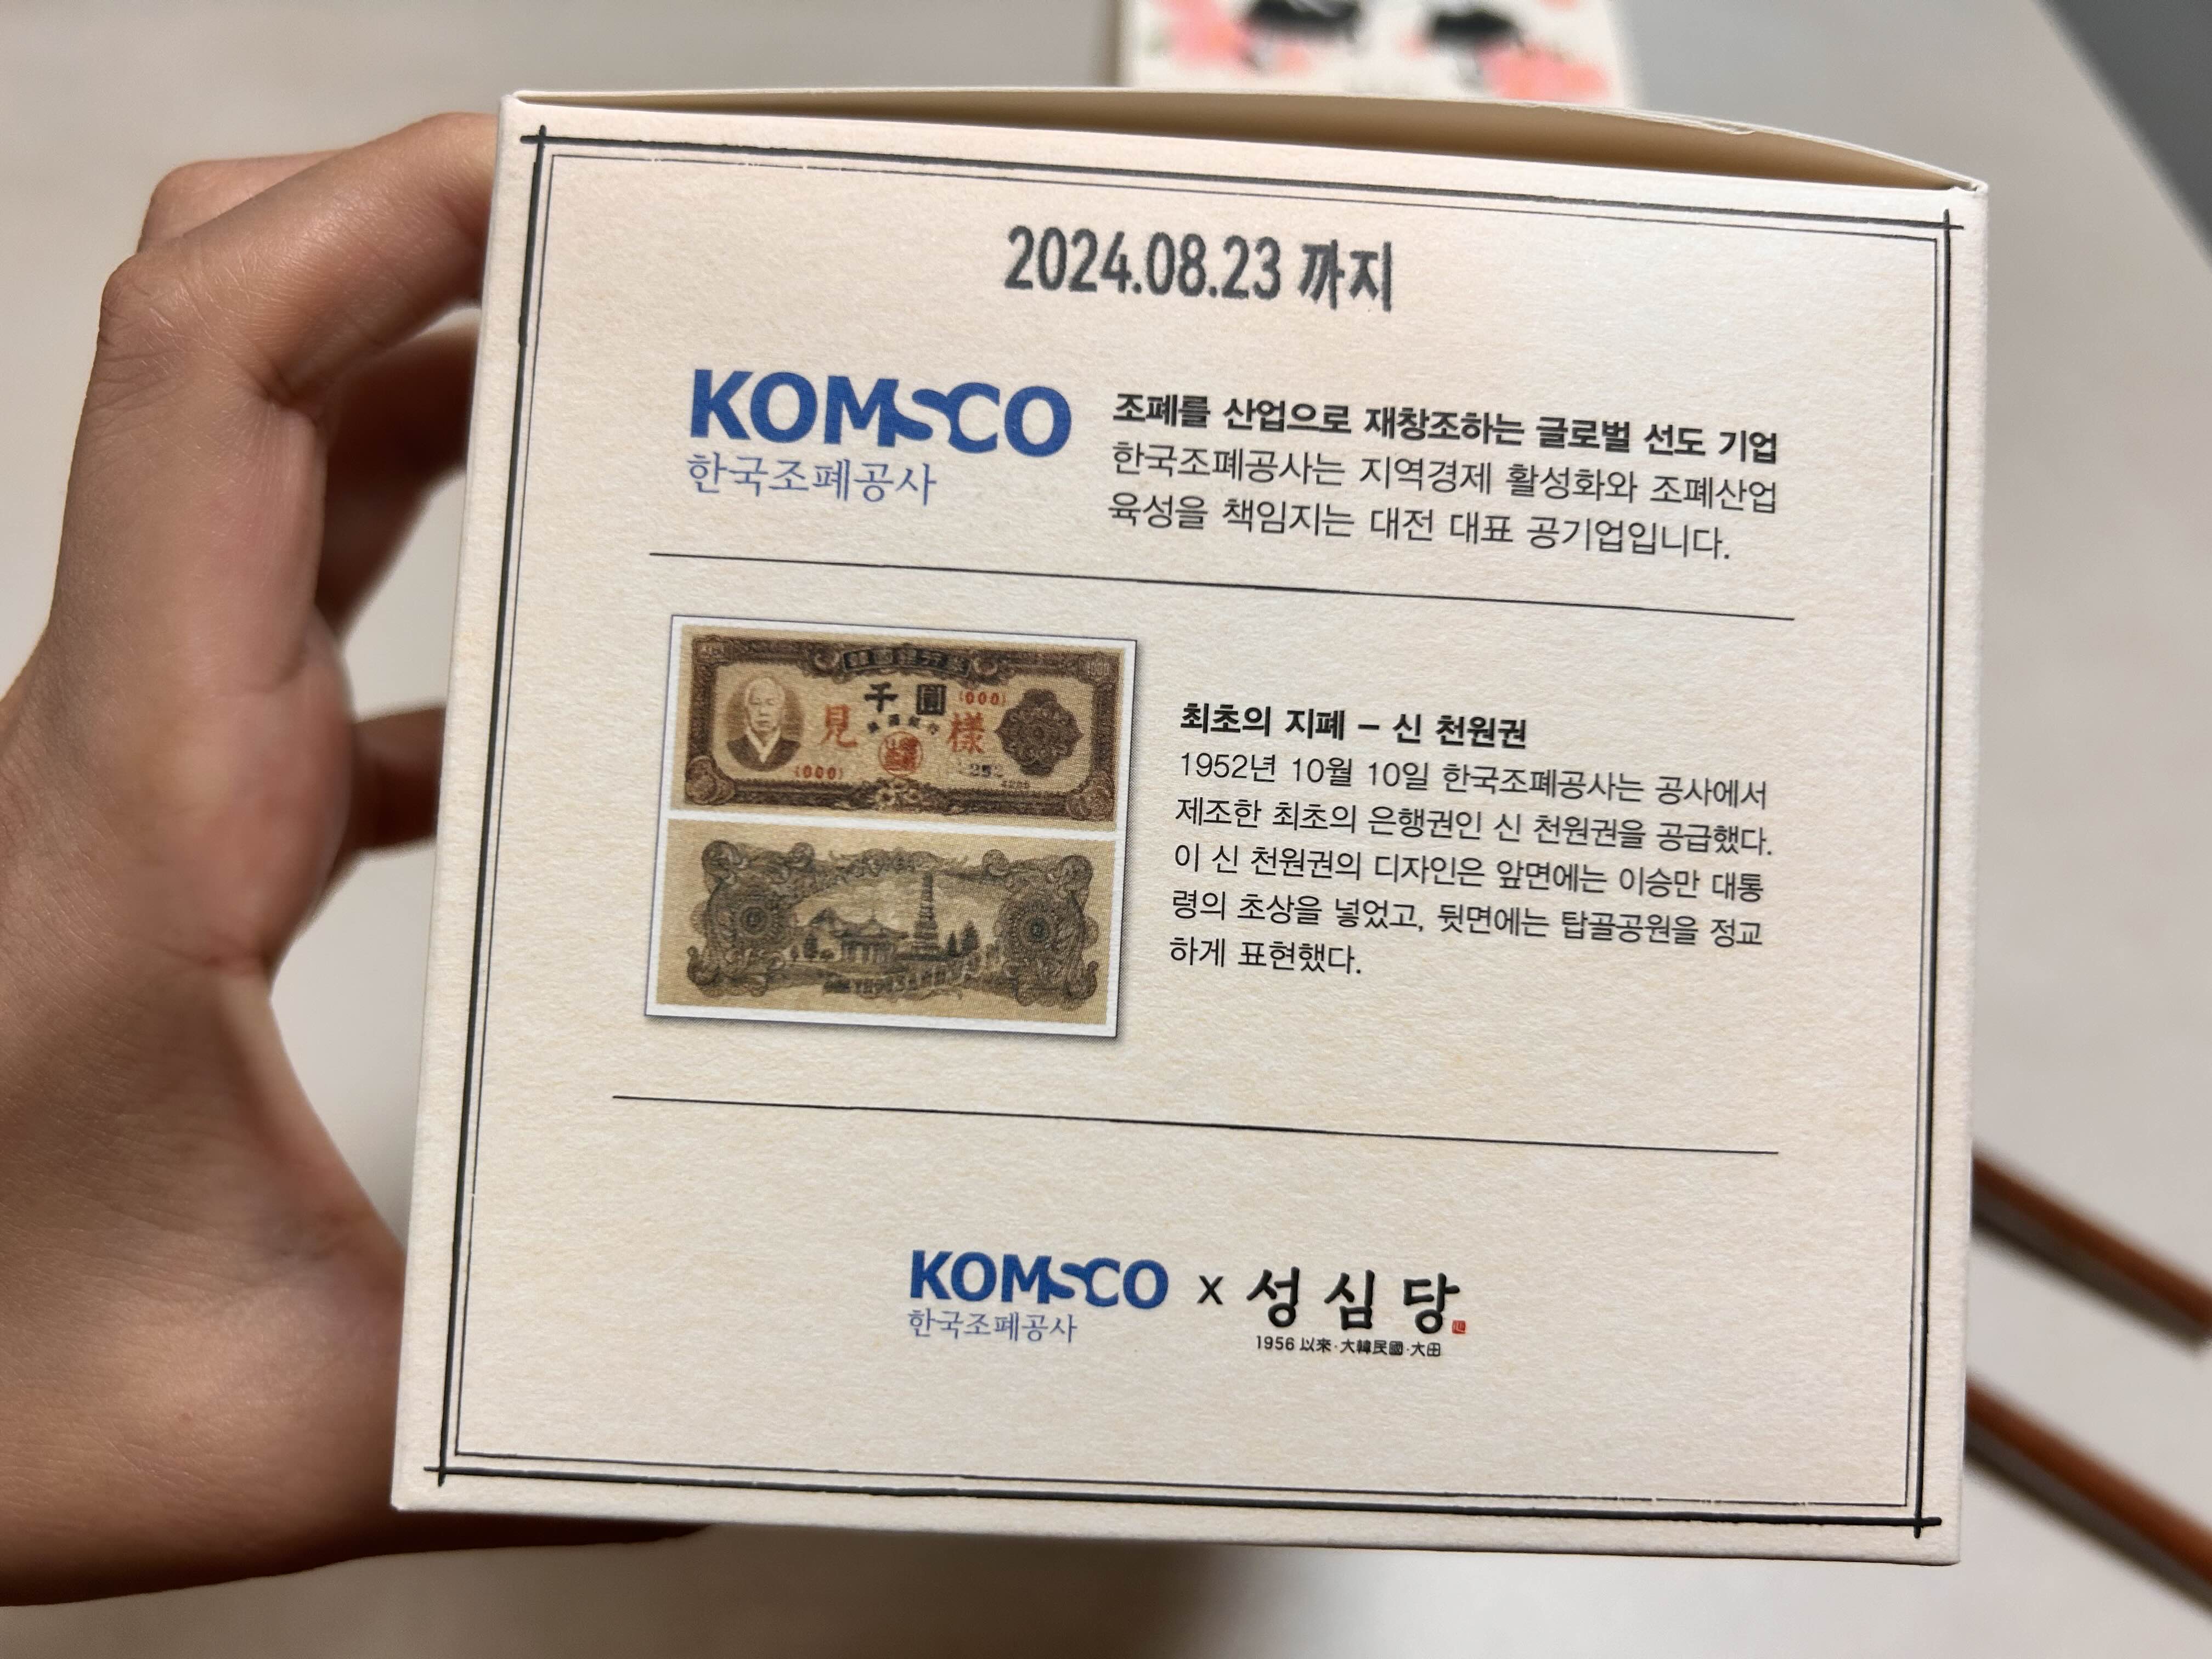 2024.08.23 까지
KOMSCO
한국조폐공사
조폐를 산업으로 재창조하는 글로벌 선도 기업
한국조폐공사는 지역경제 활성화와 조폐산업
육성을 책임지는 대전 대표 공기업입니다.
千 圓
(000)
見 樣
(000)
최초의 지폐 – 신 천원권
1952년 10월 10일 한국조폐공사는 공사에서
제조한 최초의 은행권인 신 천원권을 공급했다.
이 신 천원권의 디자인은 앞면에는 이승만 대통
령의 초상을 넣었고, 뒷면에는 탑골공원을 정교
하게 표현했다.
KOMSCO x 성심당
한국조폐공사
1956 以來·大韓民國·大田